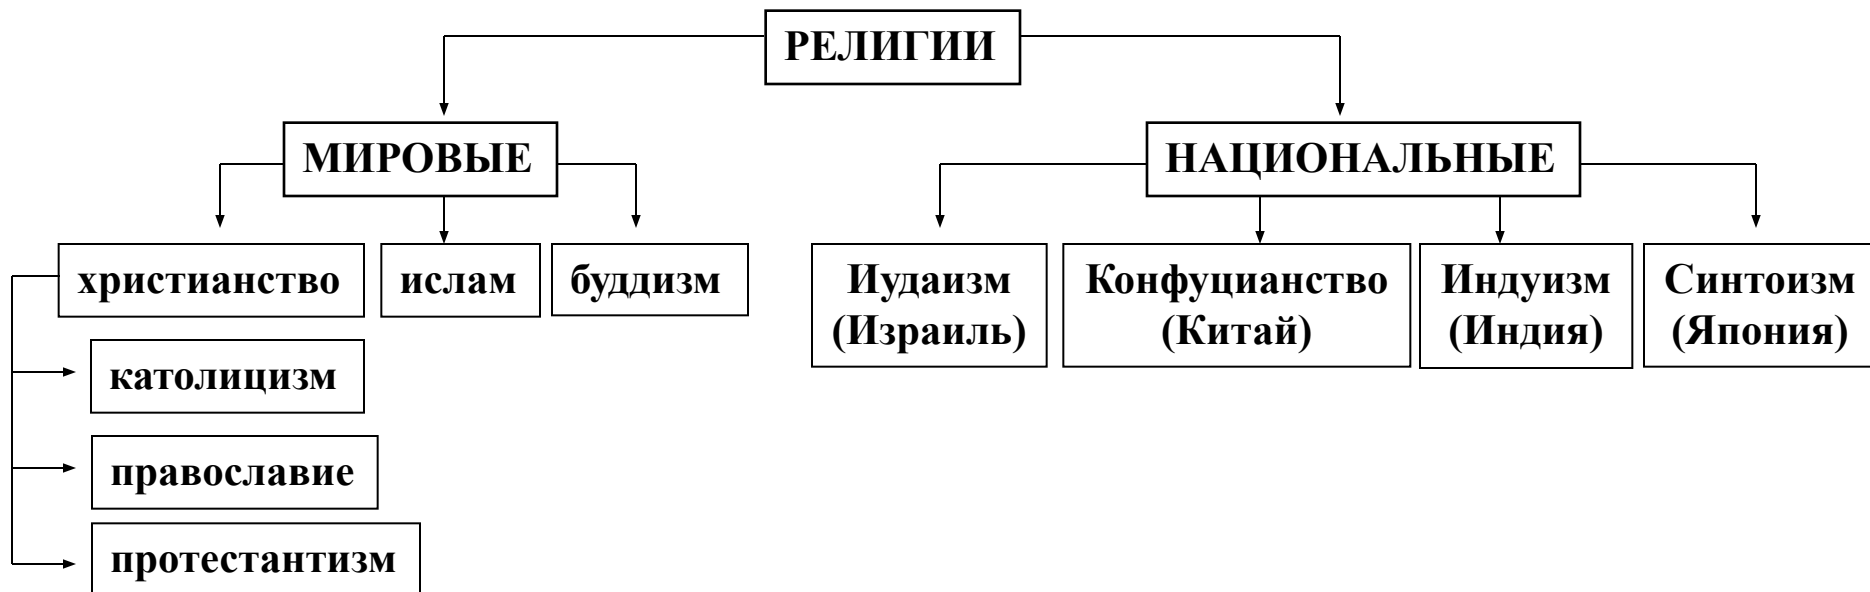 РЕЛИГИИ
МИРОВЫЕ
НАЦИОНАЛЬНЫЕ
христианство
ислам
буддизм
Иудаизм
(Израиль)
Конфуцианство
(Китай)
Индуизм
(Индия)
Синтоизм
(Япония)
католицизм
православие
протестантизм